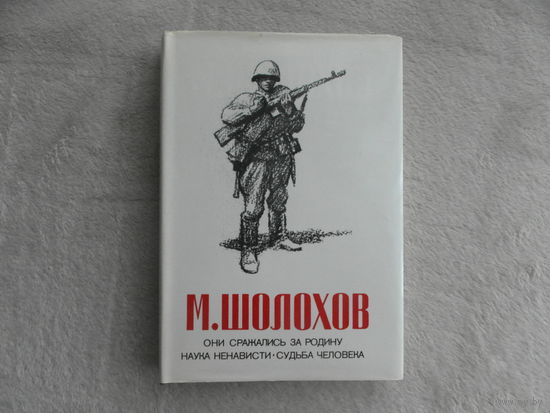 М.ШОЛОХОВ
ОНИ СРАЖАЛИСЬ ЗА РОДИНУ
НАУКА НЕНАВИСТИ·СУДЬБА ЧЕЛОВЕКА